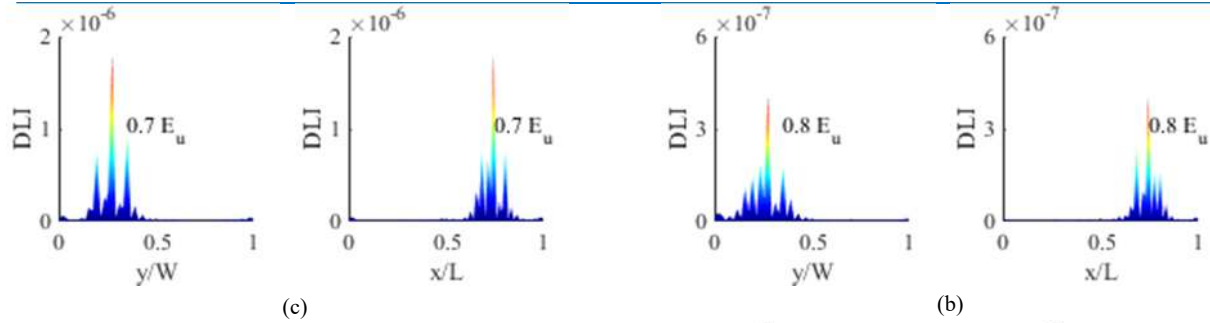 ×10⁻⁶ ×10⁻⁶ ×10⁻⁷ ×10⁻⁷
2 2 6 6
DLI DLI DLI DLI
1 1 3 3
0.7 E_u 0.7 E_u 0.8 E_u 0.8 E_u
0 0 0 0
0 0.5 1 0 0.5 1 0 0.5 1 0 0.5 1
y/W x/L y/W x/L
(c) (b)